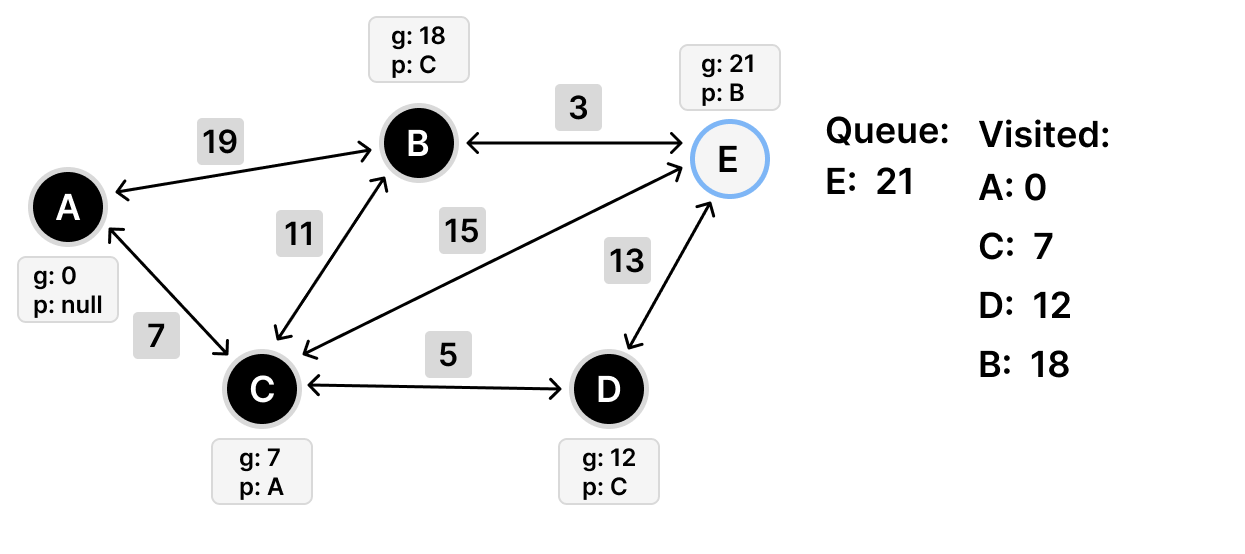 g: 18
p: C
g: 21
p: B
3
19
B
E
A
11
15
13
g: 0
p: null
7
5
C
D
g: 7
p: A
g: 12
p: C
Queue:
E: 21
Visited:
A: 0
C: 7
D: 12
B: 18